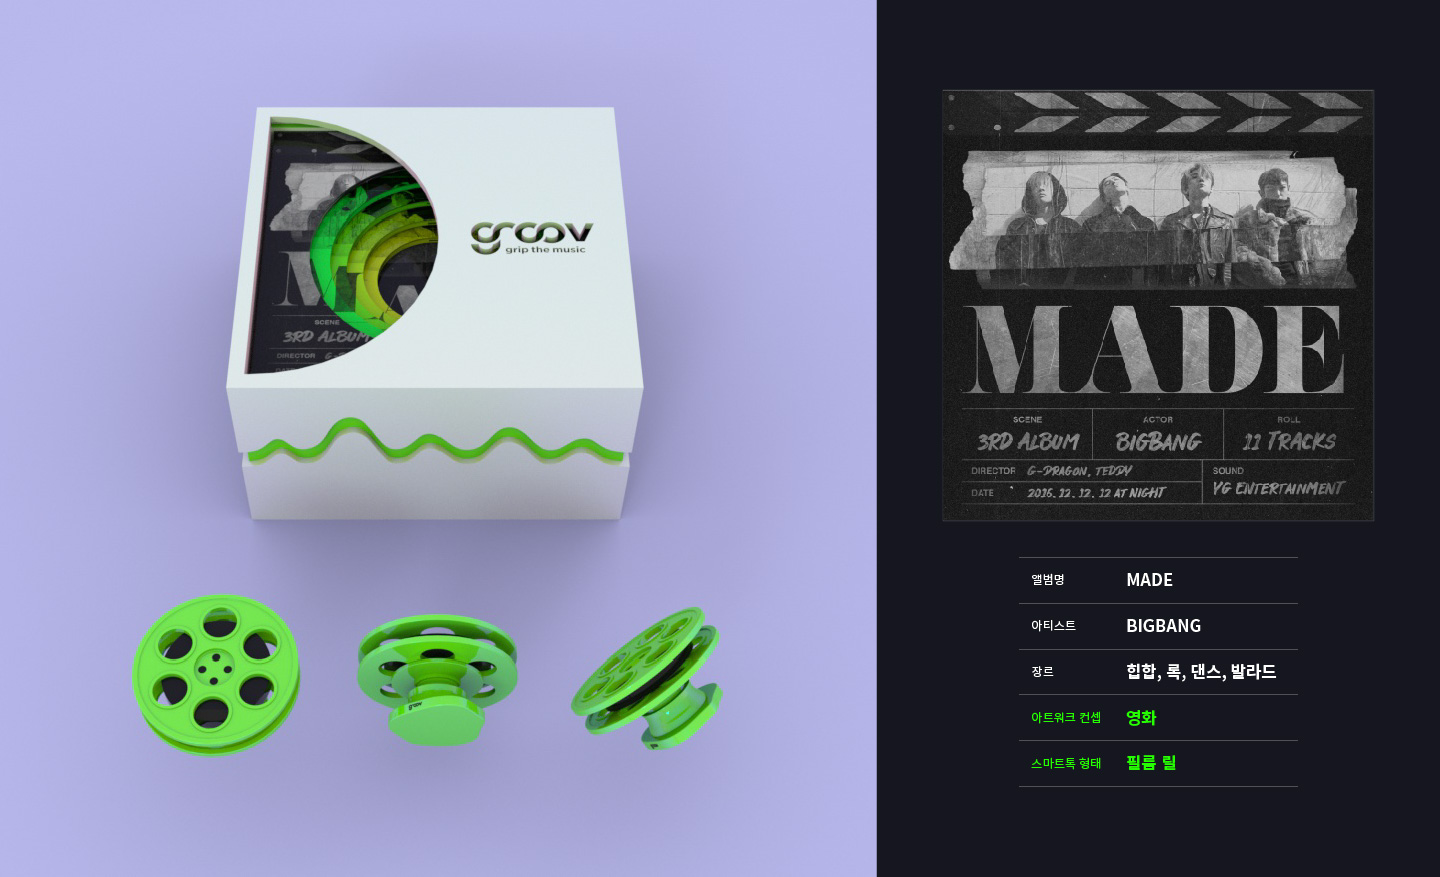 groov
grip the music
SCENE
3RD ALBUM
DIRECTOR
groov
MADE
SCENE
ACTOR
ROLL
3RD ALBUM
BIGBANG
11 TRACKS
DIRECTOR
G-DRAGON, TEDDY
SOUND
DATE
2016. 12. 12. 12 AT NIGHT
YG ENTERTAINMENT
앨범명 MADE
아티스트 BIGBANG
장르 힙합, 록, 댄스, 발라드
아트워크 컨셉 영화
스마트톡 형태 필름 릴